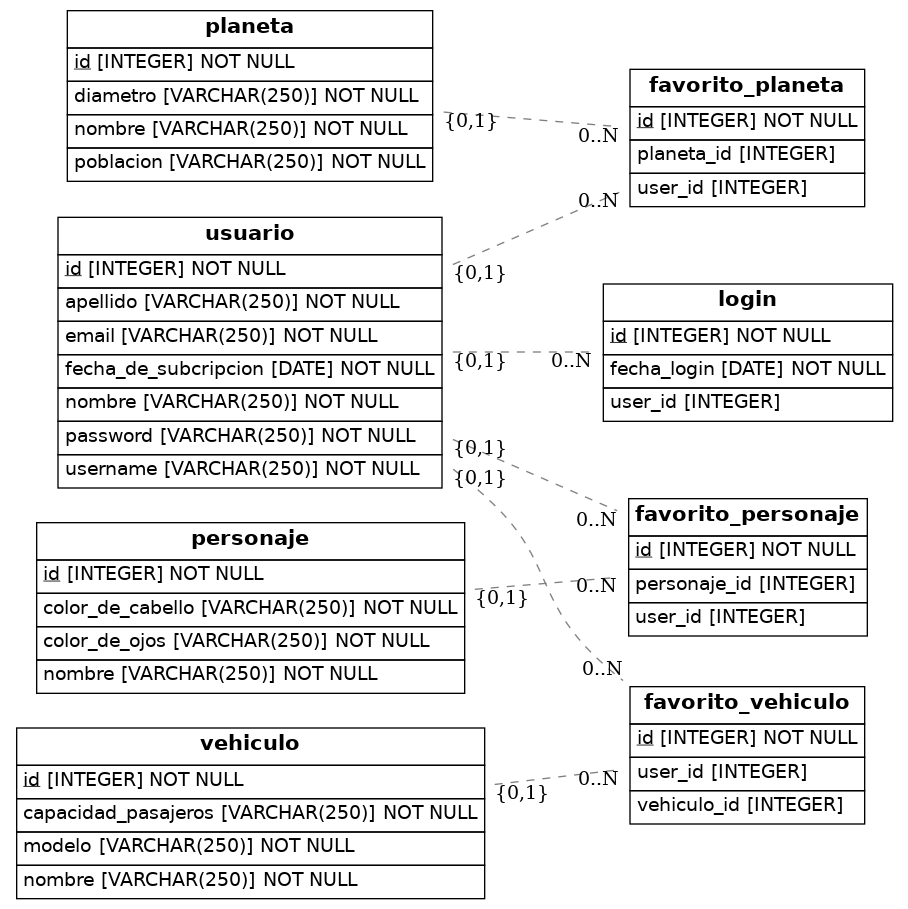 planeta
id [INTEGER] NOT NULL
diametro [VARCHAR(250)] NOT NULL
nombre [VARCHAR(250)] NOT NULL
poblacion [VARCHAR(250)] NOT NULL
{0,1}
0..N
favorito_planeta
id [INTEGER] NOT NULL
planeta_id [INTEGER]
user_id [INTEGER]
0..N
{0,1}
usuario
id [INTEGER] NOT NULL
apellido [VARCHAR(250)] NOT NULL
email [VARCHAR(250)] NOT NULL
fecha_de_subcripcion [DATE] NOT NULL
nombre [VARCHAR(250)] NOT NULL
password [VARCHAR(250)] NOT NULL
username [VARCHAR(250)] NOT NULL
{0,1}
0..N
login
id [INTEGER] NOT NULL
fecha_login [DATE] NOT NULL
user_id [INTEGER]
{0,1}
{0,1}
0..N
favorito_personaje
id [INTEGER] NOT NULL
personaje_id [INTEGER]
user_id [INTEGER]
personaje
id [INTEGER] NOT NULL
color_de_cabello [VARCHAR(250)] NOT NULL
color_de_ojos [VARCHAR(250)] NOT NULL
nombre [VARCHAR(250)] NOT NULL
{0,1}
0..N
0..N
favorito_vehiculo
id [INTEGER] NOT NULL
user_id [INTEGER]
vehiculo_id [INTEGER]
vehiculo
id [INTEGER] NOT NULL
capacidad_pasajeros [VARCHAR(250)] NOT NULL
modelo [VARCHAR(250)] NOT NULL
nombre [VARCHAR(250)] NOT NULL
{0,1}
0..N